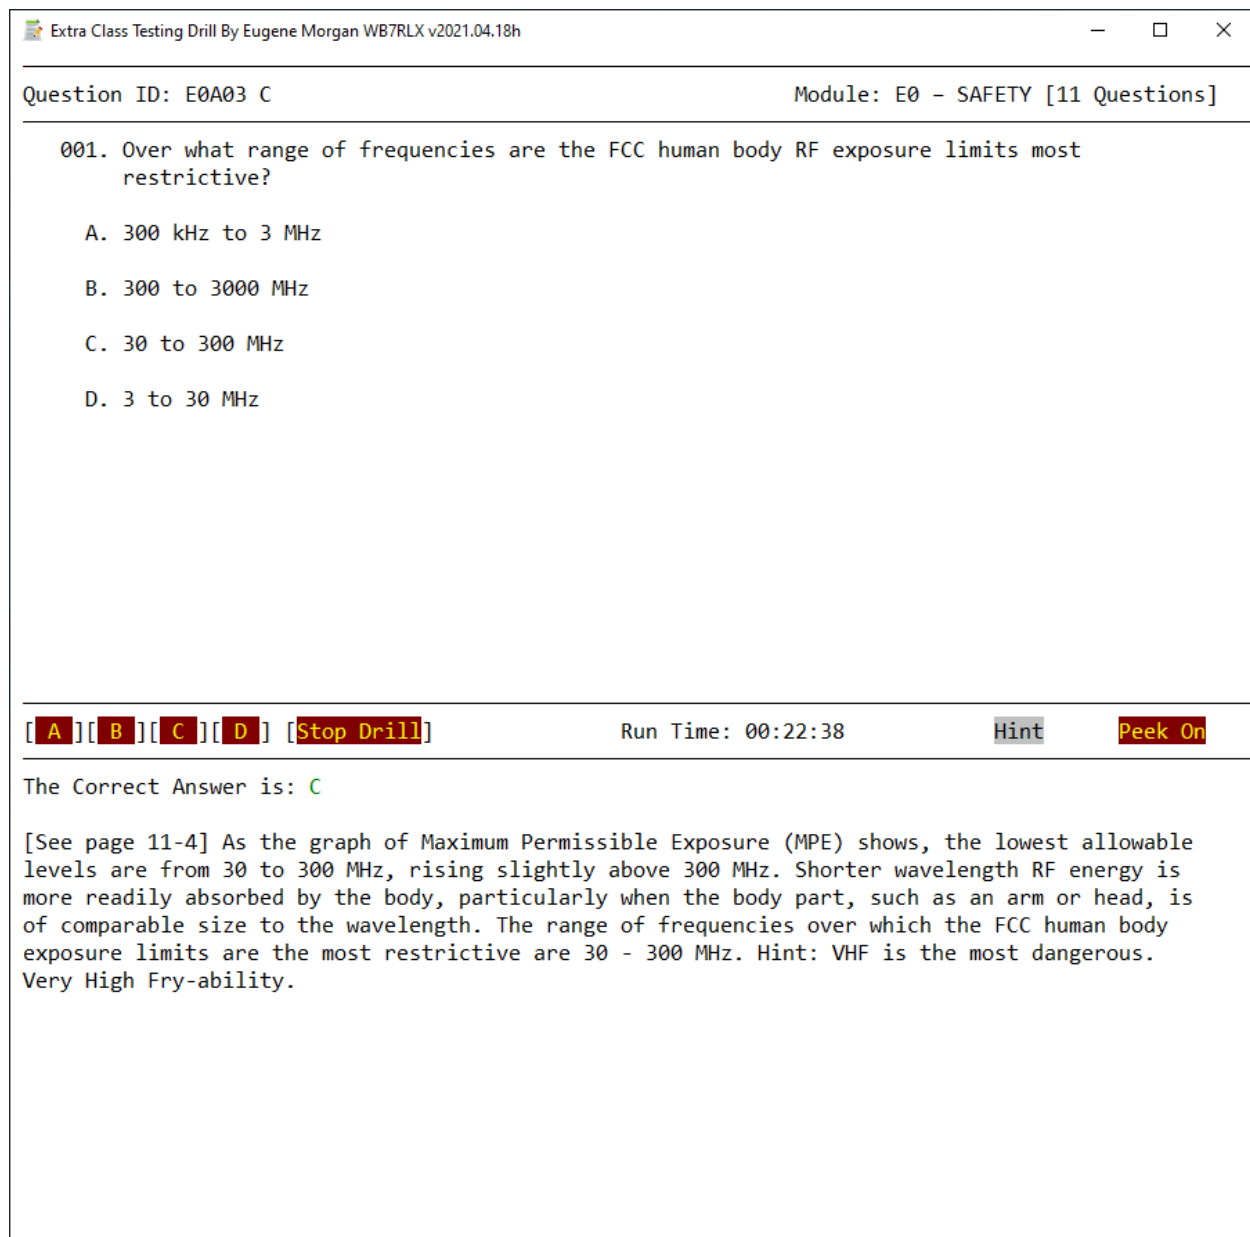 Extra Class Testing Drill By Eugene Morgan WB7RLX v2021.04.18h
Question ID: E0A03 C Module: E0 – SAFETY [11 Questions]
001. Over what range of frequencies are the FCC human body RF exposure limits most
restrictive?
A. 300 kHz to 3 MHz
B. 300 to 3000 MHz
C. 30 to 300 MHz
D. 3 to 30 MHz
[ A ][ B ][ C ][ D ] [Stop Drill] Run Time: 00:22:38 Hint Peek On
The Correct Answer is: C
[See page 11-4] As the graph of Maximum Permissible Exposure (MPE) shows, the lowest allowable
levels are from 30 to 300 MHz, rising slightly above 300 MHz. Shorter wavelength RF energy is
more readily absorbed by the body, particularly when the body part, such as an arm or head, is
of comparable size to the wavelength. The range of frequencies over which the FCC human body
exposure limits are the most restrictive are 30 - 300 MHz. Hint: VHF is the most dangerous.
Very High Fry-ability.